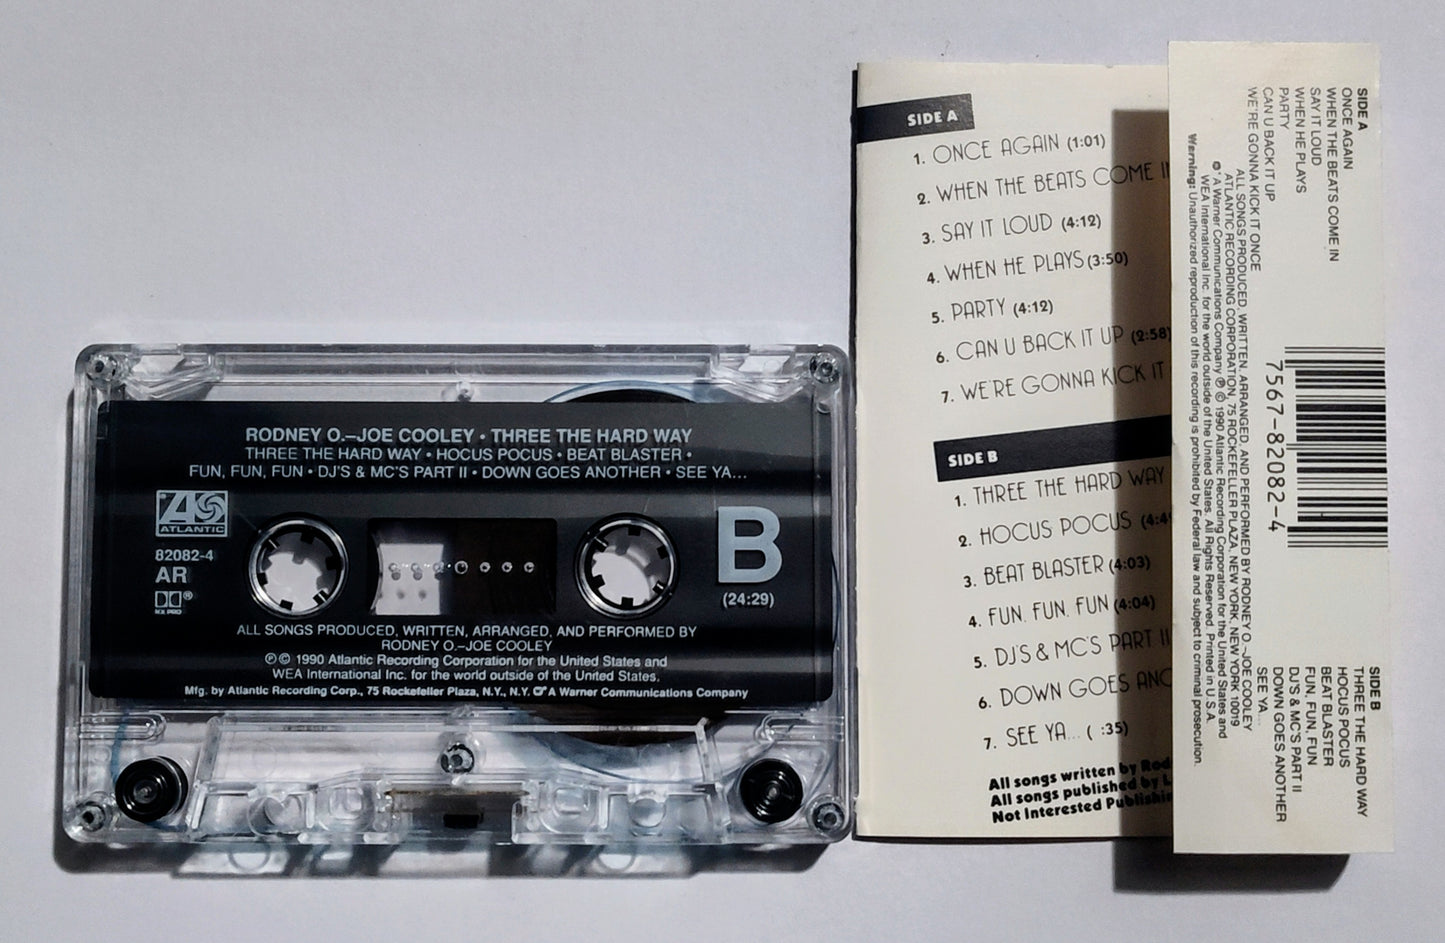 RODNEY O.–JOE COOLEY • THREE THE HARD WAY
THREE THE HARD WAY • HOCUS POCUS • BEAT BLASTER •
FUN, FUN, FUN • DJ'S & MC'S PART II • DOWN GOES ANOTHER • SEE YA...
ATLANTIC
82082-4
AR
B
(24:29)
HX PRO
ALL SONGS PRODUCED, WRITTEN, ARRANGED, AND PERFORMED BY
RODNEY O.–JOE COOLEY
℗© 1990 Atlantic Recording Corporation for the United States and
WEA International Inc. for the world outside of the United States.
Mfg. by Atlantic Recording Corp., 75 Rockefeller Plaza, N.Y., N.Y. A Warner Communications Company
SIDE A
1. ONCE AGAIN (1:01)
2. WHEN THE BEATS COME
3. SAY IT LOUD (4:12)
4. WHEN HE PLAYS (3:50)
5. PARTY (4:12)
6. CAN U BACK IT UP (2:58)
7. WE'RE GONNA KICK IT
SIDE B
1. THREE THE HARD WAY
2. HOCUS POCUS
3. BEAT BLASTER (4:03)
4. FUN, FUN, FUN (4:04)
5. DJ'S & MC'S PART II
6. DOWN GOES
7. SEE YA... ( :35)
All songs written by
All songs published by
Not Interested
SIDE A
ONCE AGAIN
WHEN THE BEATS COME IN
SAY IT LOUD
WHEN HE PLAYS
PARTY
CAN U BACK IT UP
WE'RE GONNA KICK IT ONCE
ALL SONGS PRODUCED, WRITTEN, ARRANGED, AND PERFORMED BY RODNEY O.–JOE COOLEY
ATLANTIC RECORDING CORPORATION, 75 ROCKEFELLER PLAZA, NEW YORK, NEW YORK 10019
A Warner Communications Company ℗ © 1990 Atlantic Recording Corporation for the United States and
WEA International Inc. for the world outside of the United States. All Rights Reserved. Printed in U.S.A.
Warning: Unauthorized reproduction of this recording is prohibited by Federal law and subject to criminal prosecution.
7567-82082-4
SIDE B
THREE THE HARD WAY
HOCUS POCUS
BEAT BLASTER
FUN, FUN, FUN
DJ'S & MC'S PART II
DOWN GOES ANOTHER
SEE YA...